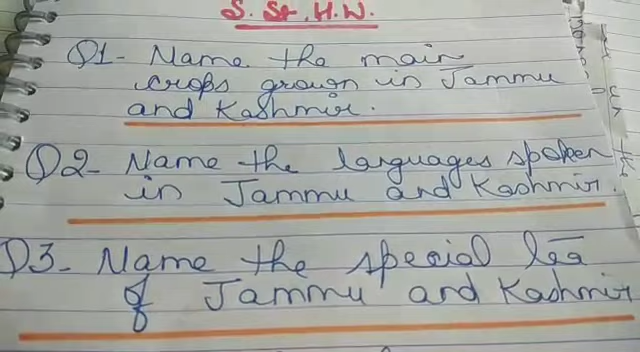 S. St. H.W.
Q1- Name the main
crops grown in Jammu
and Kashmir.
Q2- Name the languages spoken
in Jammu and Kashmir.
Q3- Name the special tea
of Jammu and Kashmir